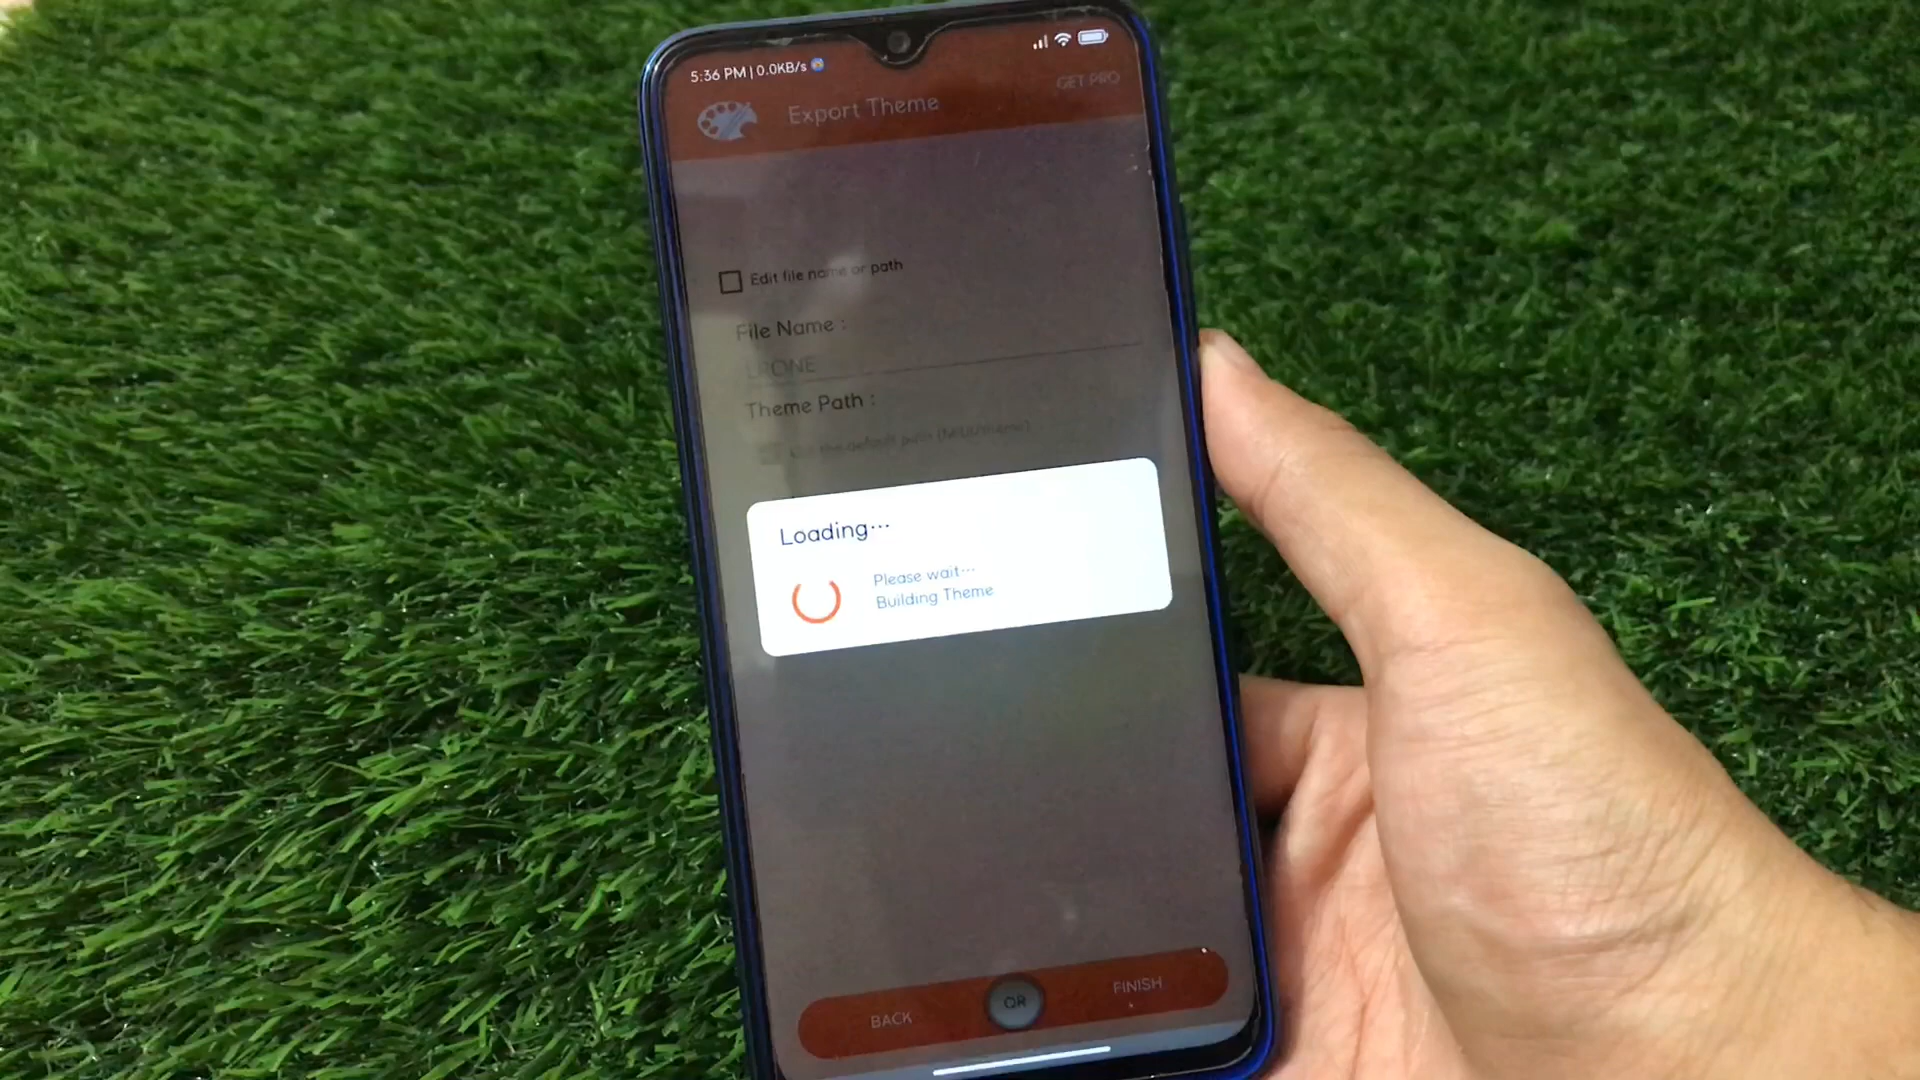 5:36 PM | 0.0KB/s
GET PRO
Export Theme
Edit file name or path
File Name :
Theme Path :
Loading...
Please wait...
Building Theme
BACK
OR
FINISH